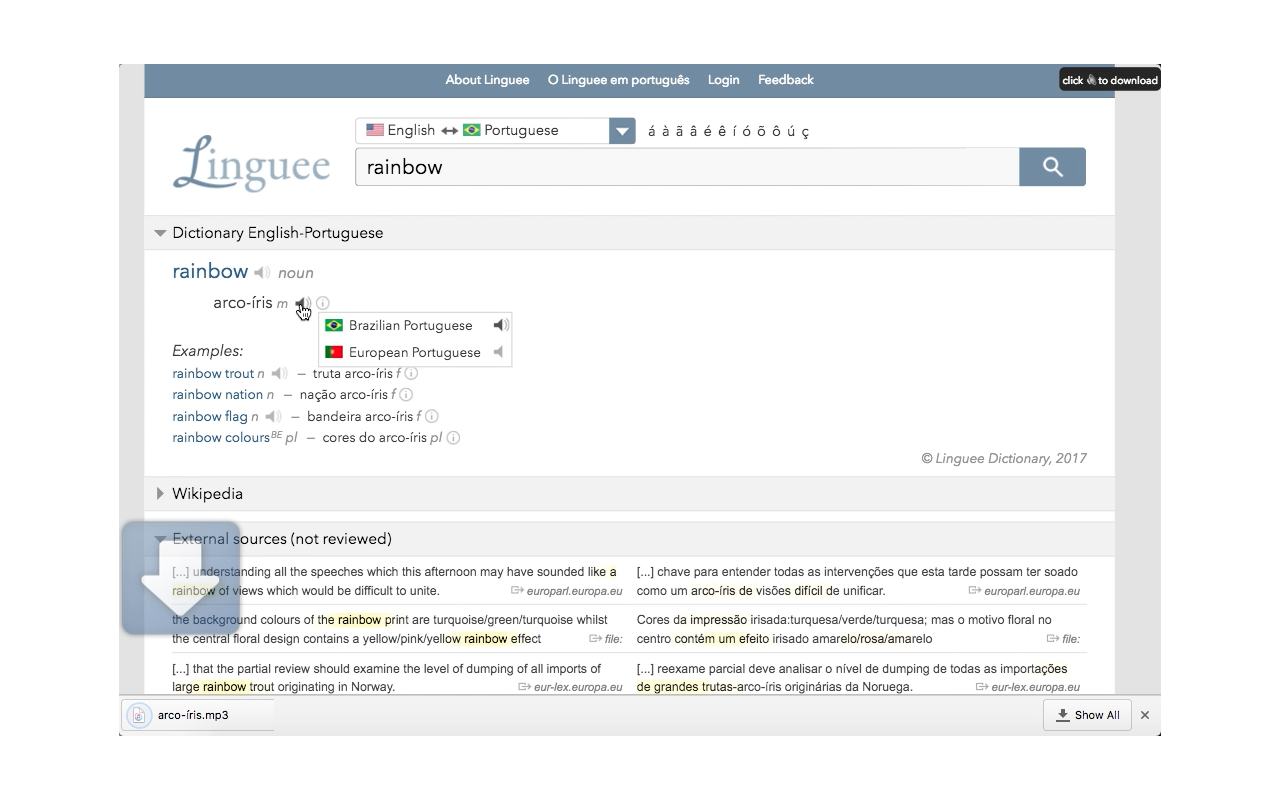 About Linguee O Linguee em português Login Feedback
click to download
English ↔ Portuguese
á à ã â é ê í ó õ ô ú ç
Linguee
rainbow
Dictionary English-Portuguese
rainbow noun
arco-íris m
Brazilian Portuguese
European Portuguese
Examples:
rainbow trout n – truta arco-íris f
rainbow nation n – nação arco-íris f
rainbow flag n – bandeira arco-íris f
rainbow colours BE pl – cores do arco-íris pl
© Linguee Dictionary, 2017
Wikipedia
External sources (not reviewed)
[...] understanding all the speeches which this afternoon may have sounded like a
rainbow of views which would be difficult to unite. europarl.europa.eu
[...] chave para entender todas as intervenções que esta tarde possam ter soado
como um arco-íris de visões difícil de unificar. europarl.europa.eu
the background colours of the rainbow print are turquoise/green/turquoise whilst
the central floral design contains a yellow/pink/yellow rainbow effect file:
Cores da impressão irisada:turquesa/verde/turquesa; mas o motivo floral no
centro contém um efeito irisado amarelo/rosa/amarelo file:
[...] that the partial review should examine the level of dumping of all imports of
large rainbow trout originating in Norway. eur-lex.europa.eu
[...] reexame parcial deve analisar o nível de dumping de todas as importações
de grandes trutas-arco-íris originárias da Noruega. eur-lex.europa.eu
arco-íris.mp3
Show All